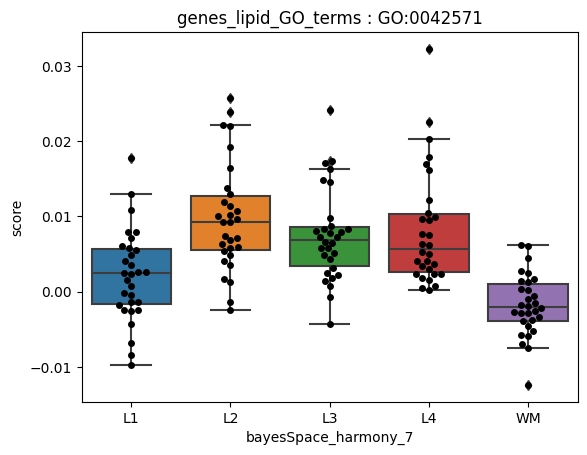 genes_lipid_GO_terms : GO:0042571
score
0.03
0.02
0.01
0.00
−0.01
L1 L2 L3 L4 WM
bayesSpace_harmony_7